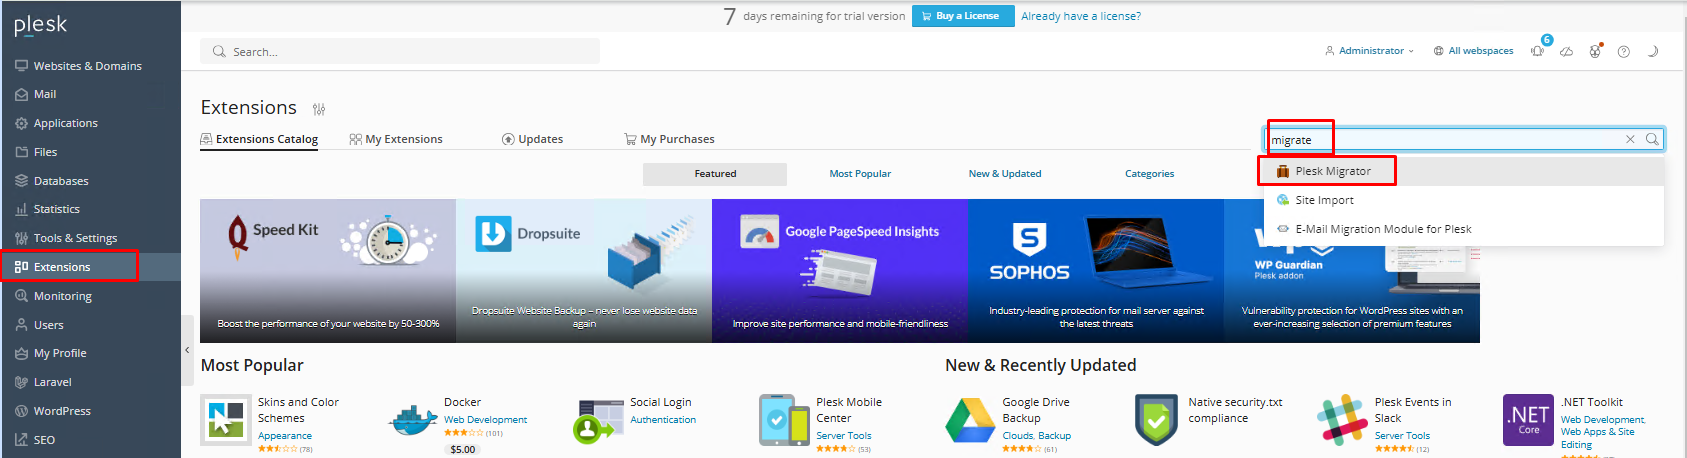 plesk
7 days remaining for trial version Buy a License Already have a license?
Search...
Administrator All webspaces 6
Websites & Domains
Mail
Applications
Files
Databases
Statistics
Tools & Settings
Extensions
Monitoring
Users
My Profile
Laravel
WordPress
SEO
Extensions
Extensions Catalog My Extensions Updates My Purchases
migrate
Plesk Migrator
Site Import
E-Mail Migration Module for Plesk
Featured Most Popular New & Updated Categories
Speed Kit
Boost the performance of your website by 50-300%
Dropsuite
Dropsuite Website Backup – never lose website data
again
Google PageSpeed Insights
Improve site performance and mobile-friendliness
S
SOPHOS
Industry-leading protection for mail server against
the latest threats
WP Guardian
Plesk addon
Vulnerability protection for WordPress sites with an
ever-increasing selection of premium features
Most Popular
Skins and Color
Schemes
Appearance
(78)
Docker
Web Development
(101)
$5.00
Social Login
Authentication
Plesk Mobile
Center
Server Tools
(53)
New & Recently Updated
Google Drive
Backup
Clouds, Backup
(61)
Native security.txt
compliance
Plesk Events in
Slack
Server Tools
(12)
.NET
Core
.NET Toolkit
Web Development,
Web Apps & Site
Editing